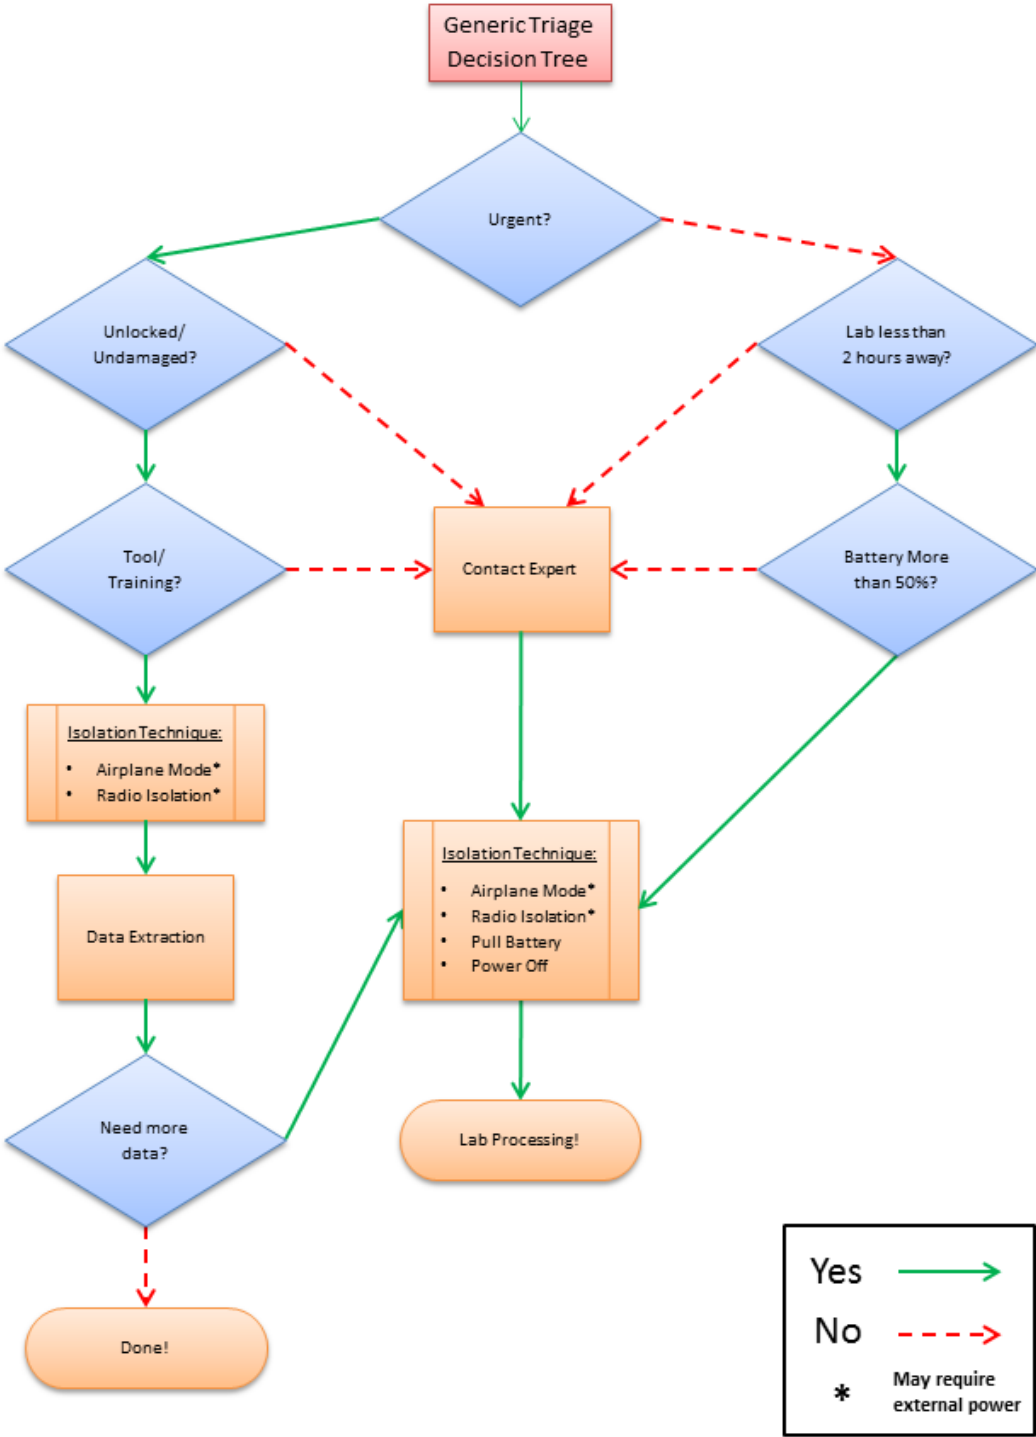 Generic Triage
Decision Tree
Urgent?
Unlocked/
Undamaged?
Lab less than
2 hours away?
Tool/
Training?
Contact Expert
Battery More
than 50%?
Isolation Technique:
• Airplane Mode*
• Radio Isolation*
Isolation Technique:
• Airplane Mode*
• Radio Isolation*
• Pull Battery
• Power Off
Data Extraction
Need more
data?
Lab Processing!
Done!
Yes
No
* May require
external power